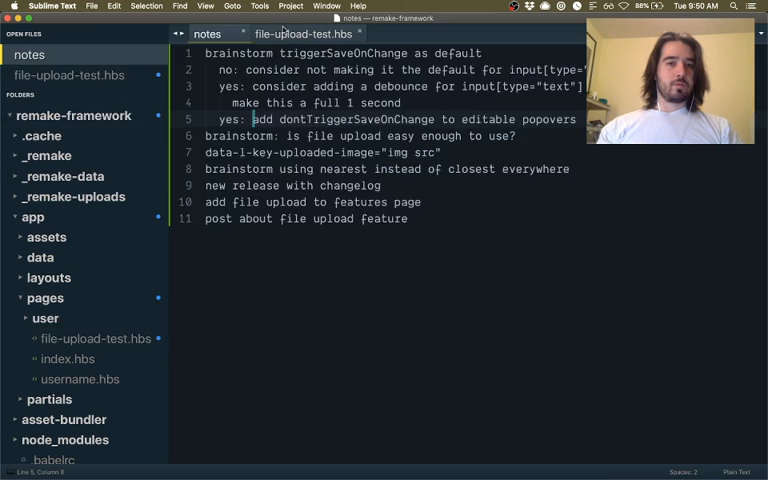 Sublime Text File Edit Selection Find View Goto Tools Project Window Help 88% Tue 9:50 AM
notes — remake-framework
OPEN FILES
notes
file-upload-test.hbs
FOLDERS
remake-framework
.cache
_remake
_remake-data
_remake-uploads
app
assets
data
layouts
pages
user
file-upload-test.hbs
index.hbs
username.hbs
partials
asset-bundler
node_modules
.babelrc
notes × file-upload-test.hbs ×
1 brainstorm triggerSaveOnChange as default
2 no: consider not making it the default for input[type="
3 yes: consider adding a debounce for input[type="text"]
4 make this a full 1 second
5 yes: add dontTriggerSaveOnChange to editable popovers
6 brainstorm: is file upload easy enough to use?
7 data-l-key-uploaded-image="img src"
8 brainstorm using nearest instead of closest everywhere
9 new release with changelog
10 add file upload to features page
11 post about file upload feature
Line 5, Column 8 Spaces: 2 Plain Text